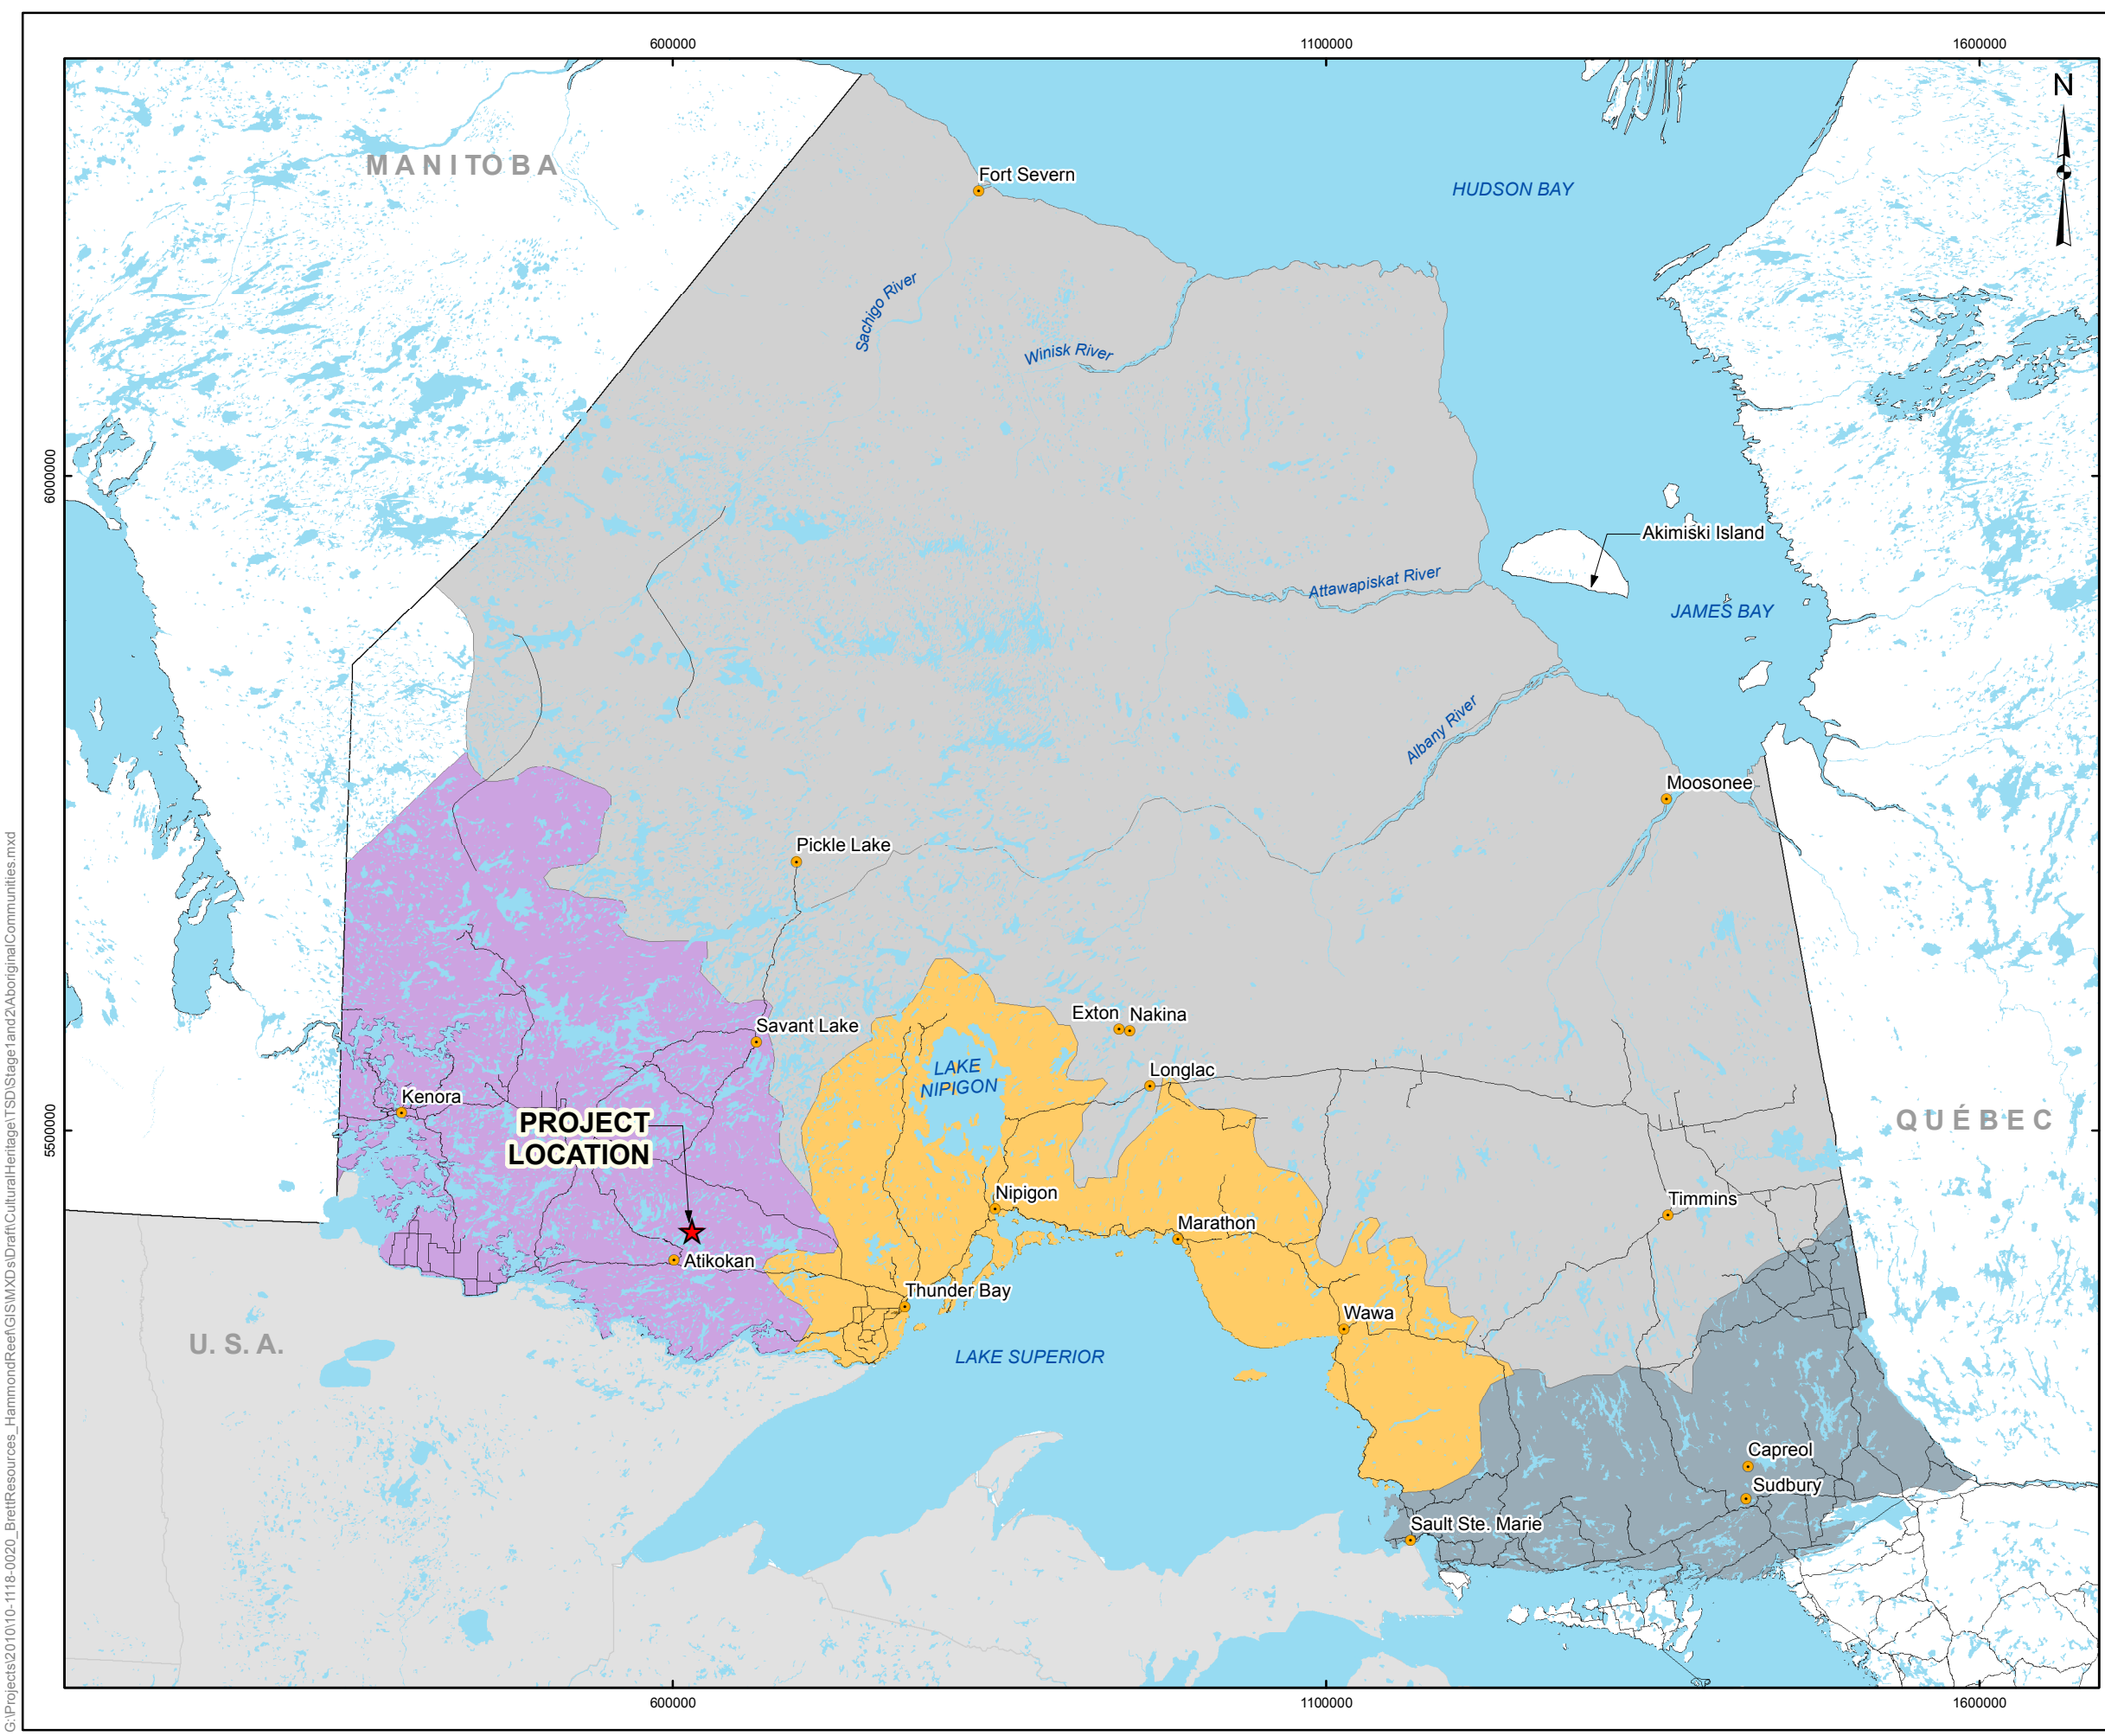 600000
1100000
1600000
N
MANITOBA
Fort Severn
HUDSON BAY
Sachigo River
Winisk River
6000000
Akimiski Island
Attawapiskat River
JAMES BAY
Albany River
Moosonee
Pickle Lake
Exton
Nakina
Savant Lake
LAKE
NIPIGON
Longlac
Kenora
PROJECT
LOCATION
5500000
QUÉBEC
Nipigon
Timmins
Marathon
Atikokan
Thunder Bay
Wawa
U.S.A.
LAKE SUPERIOR
Capreol
Sudbury
Sault Ste. Marie
600000
1100000
1600000
G:\Projects\2010\10-1118-0020_BrettResources_HammondReef\GIS\MXDs\Draft\CulturalHeritage\TSD\Stage1and2\AboriginalCommunities.mxd